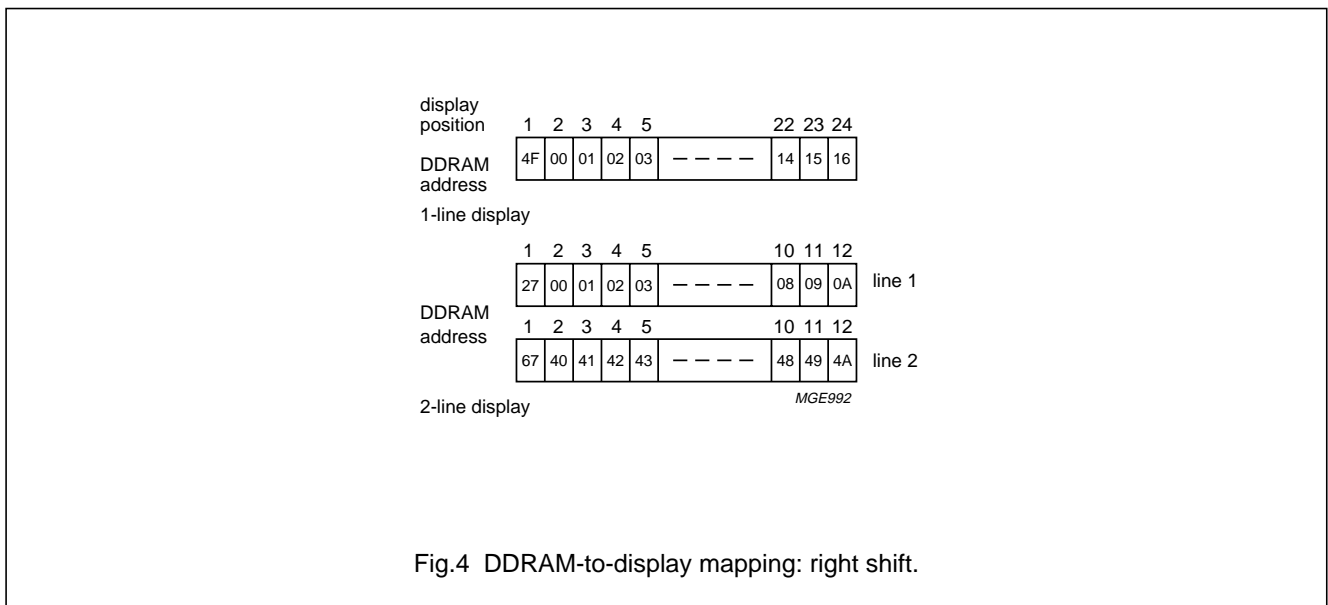 display
position 1 2 3 4 5 22 23 24
DDRAM
address
4F 00 01 02 03 – – – – 14 15 16
1-line display
1 2 3 4 5 10 11 12
27 00 01 02 03 – – – – 08 09 0A line 1
DDRAM
address
1 2 3 4 5 10 11 12
67 40 41 42 43 – – – – 48 49 4A line 2
MGE992
2-line display
Fig.4 DDRAM-to-display mapping: right shift.